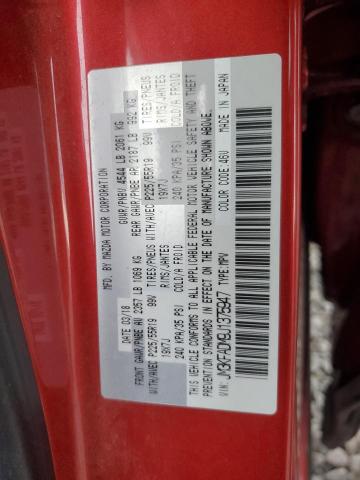 MFD. BY MAZDA MOTOR CORPORATION
DATE 03/18 GVWR/PNBV 4544 LB 2061 KG
FRONT GAWR/PNBE AV 2357 LB 1069 KG REAR GAWR/PNBE AR 2187 LB 992 KG
WITH/AVEC P225/55R19 99V TIRES/PNEUS WITH/AVEC P225/55R19 99V TIRES/PNEUS
19X7J RIMS/JANTES 19X7J RIMS/JANTES
240 KPA/35 PSI COLD/A FROID 240 KPA/35 PSI COLD/A FROID
THIS VEHICLE CONFORMS TO ALL APPLICABLE FEDERAL MOTOR VEHICLE SAFETY AND THEFT
PREVENTION STANDARDS IN EFFECT ON THE DATE OF MANUFACTURE SHOWN ABOVE.
VIN: JM3KFADM9J1375947 TYPE:MPV COLOR CODE:46V MADE IN JAPAN